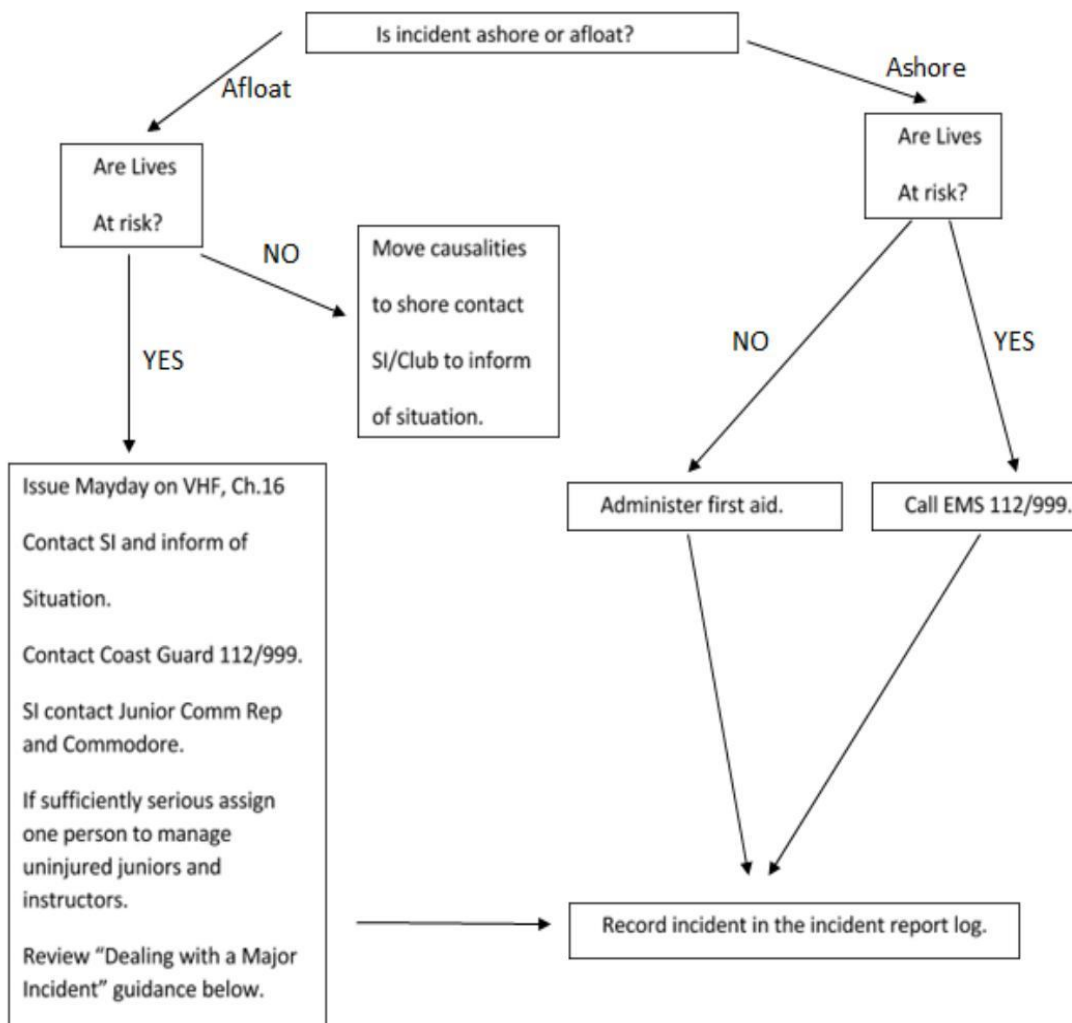 Is incident ashore or afloat?
Afloat
Ashore
Are Lives
At risk?
Are Lives
At risk?
NO
Move causalities
to shore contact
SI/Club to inform
of situation.
YES
NO
YES
Issue Mayday on VHF, Ch.16
Contact SI and inform of
Situation.
Contact Coast Guard 112/999.
SI contact Junior Comm Rep
and Commodore.
If sufficiently serious assign
one person to manage
uninjured juniors and
instructors.
Review “Dealing with a Major
Incident” guidance below.
Administer first aid.
Call EMS 112/999.
Record incident in the incident report log.